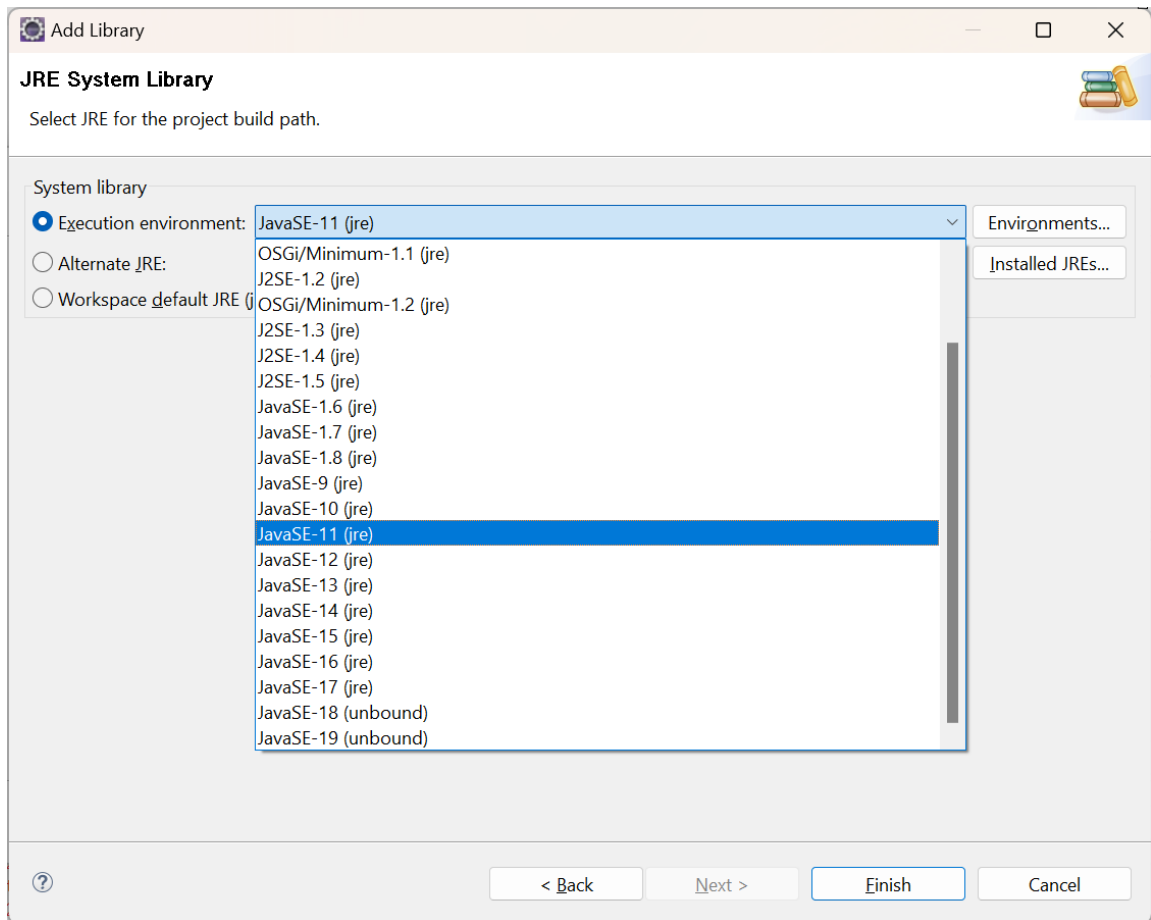 Add Library
JRE System Library
Select JRE for the project build path.
System library
Execution environment: JavaSE-11 (jre) Environments...
Alternate JRE: Installed JREs...
Workspace default JRE (j
OSGi/Minimum-1.1 (jre)
J2SE-1.2 (jre)
OSGi/Minimum-1.2 (jre)
J2SE-1.3 (jre)
J2SE-1.4 (jre)
J2SE-1.5 (jre)
JavaSE-1.6 (jre)
JavaSE-1.7 (jre)
JavaSE-1.8 (jre)
JavaSE-9 (jre)
JavaSE-10 (jre)
JavaSE-11 (jre)
JavaSE-12 (jre)
JavaSE-13 (jre)
JavaSE-14 (jre)
JavaSE-15 (jre)
JavaSE-16 (jre)
JavaSE-17 (jre)
JavaSE-18 (unbound)
JavaSE-19 (unbound)
? < Back Next > Finish Cancel